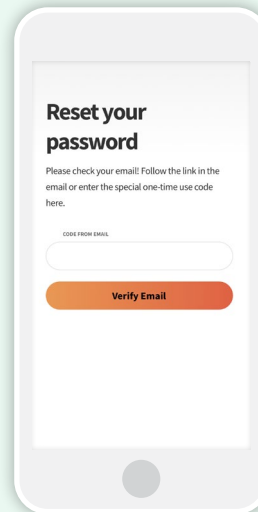 Reset your
password
Please check your email! Follow the link in the
email or enter the special one-time use code
here.
CODE FROM EMAIL
Verify Email